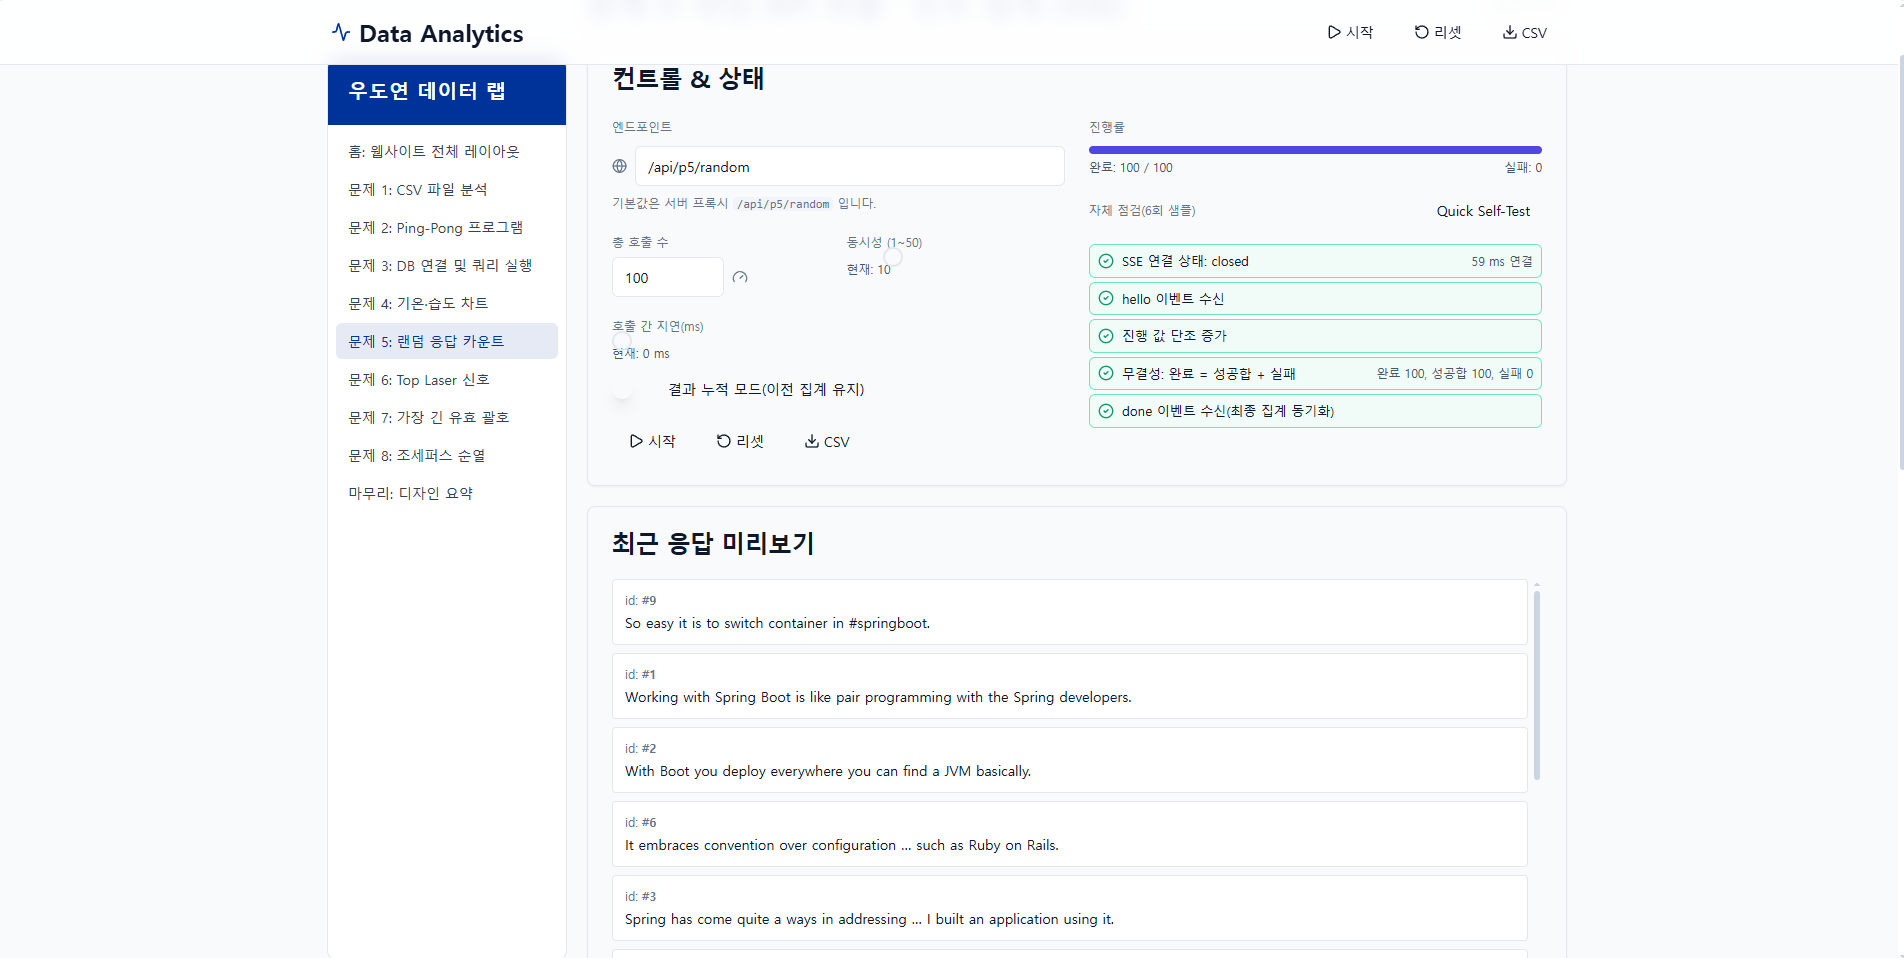 Data Analytics
시작
리셋
CSV
우도연 데이터 랩
홈: 웹사이트 전체 레이아웃
문제 1: CSV 파일 분석
문제 2: Ping-Pong 프로그램
문제 3: DB 연결 및 쿼리 실행
문제 4: 기온·습도 차트
문제 5: 랜덤 응답 카운트
문제 6: Top Laser 신호
문제 7: 가장 긴 유효 괄호
문제 8: 조세퍼스 순열
마무리: 디자인 요약
컨트롤 & 상태
엔드포인트
/api/p5/random
기본값은 서버 프록시 /api/p5/random 입니다.
총 호출 수
100
동시성 (1~50)
현재: 10
호출 간 지연(ms)
현재: 0 ms
결과 누적 모드(이전 집계 유지)
시작
리셋
CSV
진행률
완료: 100 / 100
실패: 0
자체 점검(6회 샘플)
Quick Self-Test
SSE 연결 상태: closed
59 ms 연결
hello 이벤트 수신
진행 값 단조 증가
무결성: 완료 = 성공합 + 실패
완료 100, 성공합 100, 실패 0
done 이벤트 수신(최종 집계 동기화)
최근 응답 미리보기
id: #9
So easy it is to switch container in #springboot.
id: #1
Working with Spring Boot is like pair programming with the Spring developers.
id: #2
With Boot you deploy everywhere you can find a JVM basically.
id: #6
It embraces convention over configuration ... such as Ruby on Rails.
id: #3
Spring has come quite a ways in addressing ... I built an application using it.